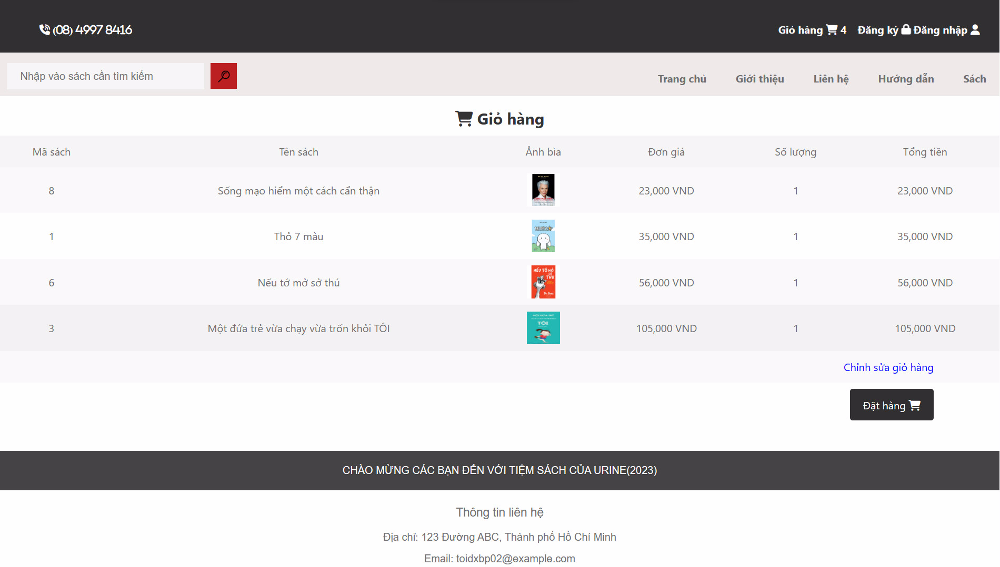 (08) 4997 8416
Giỏ hàng 4 Đăng ký Đăng nhập
Nhập vào sách cần tìm kiếm
Trang chủ Giới thiệu Liên hệ Hướng dẫn Sách
Giỏ hàng
Mã sách Tên sách Ảnh bìa Đơn giá Số lượng Tổng tiền
8 Sống mạo hiểm một cách cẩn thận 23,000 VND 1 23,000 VND
1 Thỏ 7 màu 35,000 VND 1 35,000 VND
NẾU TỚ MỞ
SỞ
THÚ
6 Nếu tớ mở sở thú 56,000 VND 1 56,000 VND
TÔI
3 Một đứa trẻ vừa chạy vừa trốn khỏi TÔI 105,000 VND 1 105,000 VND
Chỉnh sửa giỏ hàng
Đặt hàng
CHÀO MỪNG CÁC BẠN ĐẾN VỚI TIỆM SÁCH CỦA URINE(2023)
Thông tin liên hệ
Địa chỉ: 123 Đường ABC, Thành phố Hồ Chí Minh
Email: toidxbp02@example.com